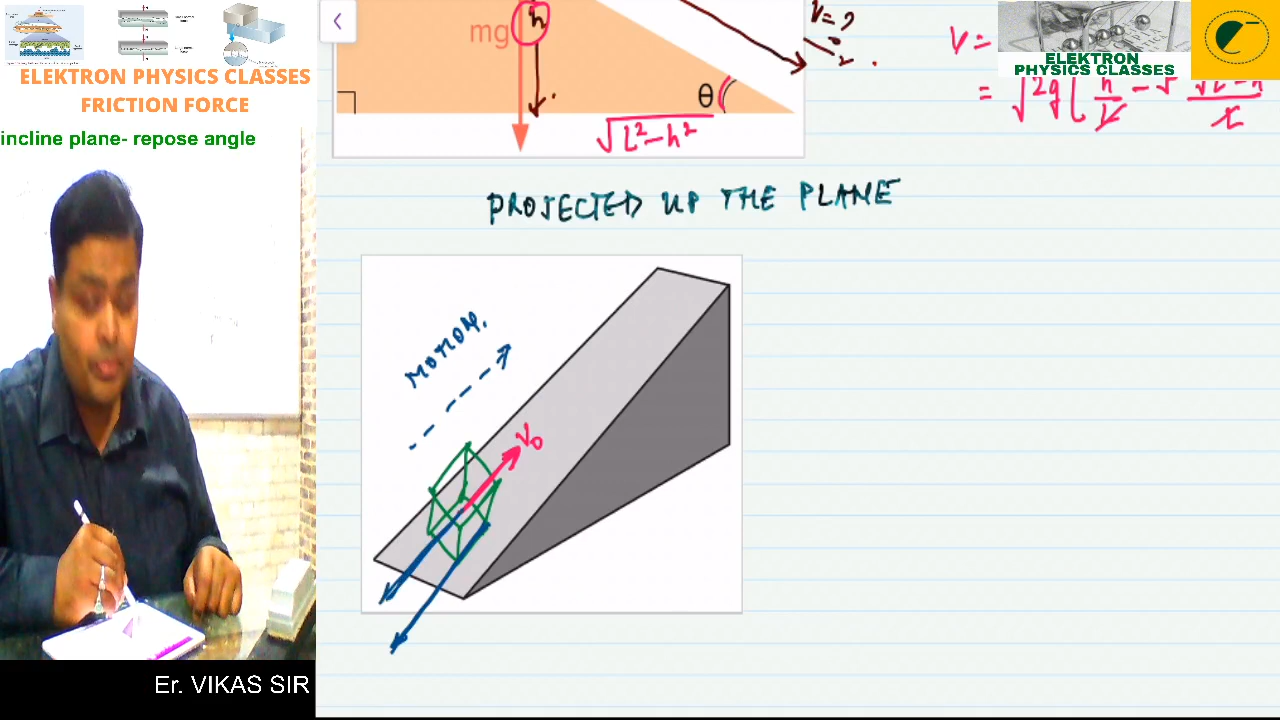 ELEKTRON PHYSICS CLASSES
FRICTION FORCE
incline plane- repose angle
mg
h
θ
√L²-h²
V=?
V=
ELEKTRON
PHYSICS CLASSES
= √2g(
PROJECTED UP THE PLANE
MOTION.
V₀
Er. VIKAS SIR